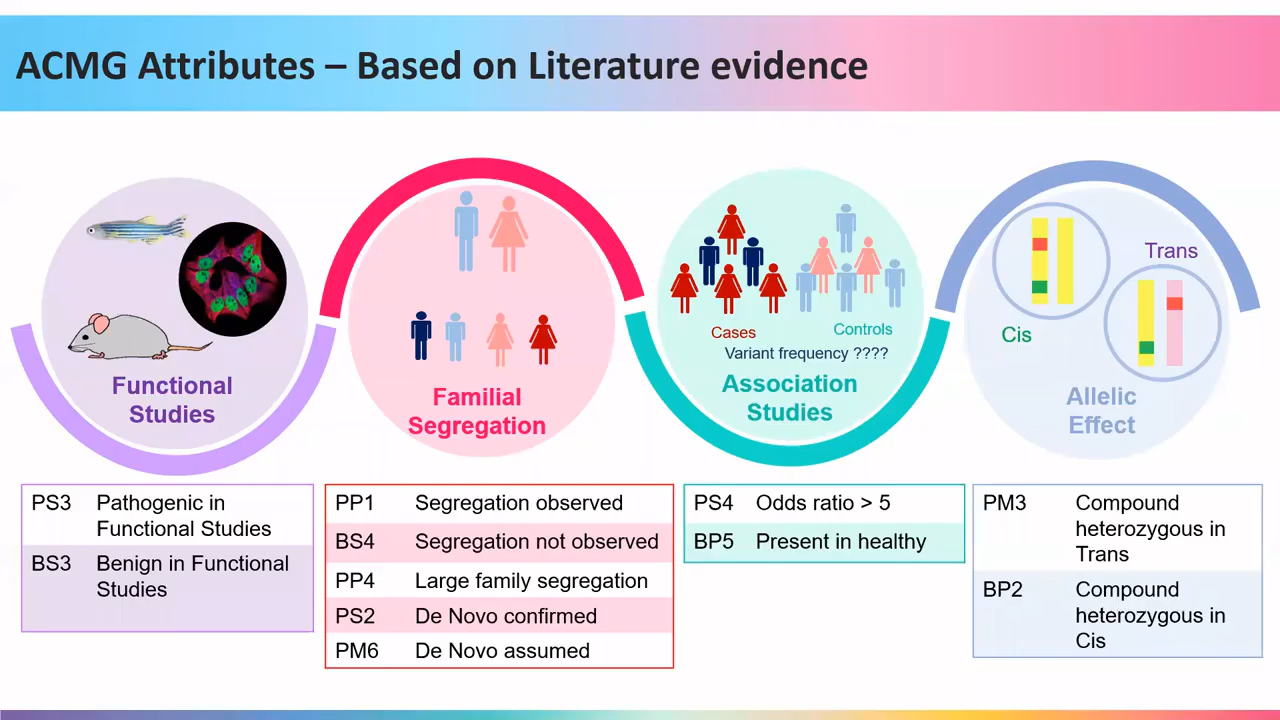 ACMG Attributes – Based on Literature evidence
Functional
Studies
Familial
Segregation
Cases
Controls
Variant frequency ????
Association
Studies
Cis
Trans
Allelic
Effect
PS3 Pathogenic in
Functional Studies
BS3 Benign in Functional
Studies
PP1 Segregation observed
BS4 Segregation not observed
PP4 Large family segregation
PS2 De Novo confirmed
PM6 De Novo assumed
PS4 Odds ratio > 5
BP5 Present in healthy
PM3 Compound
heterozygous in
Trans
BP2 Compound
heterozygous in
Cis